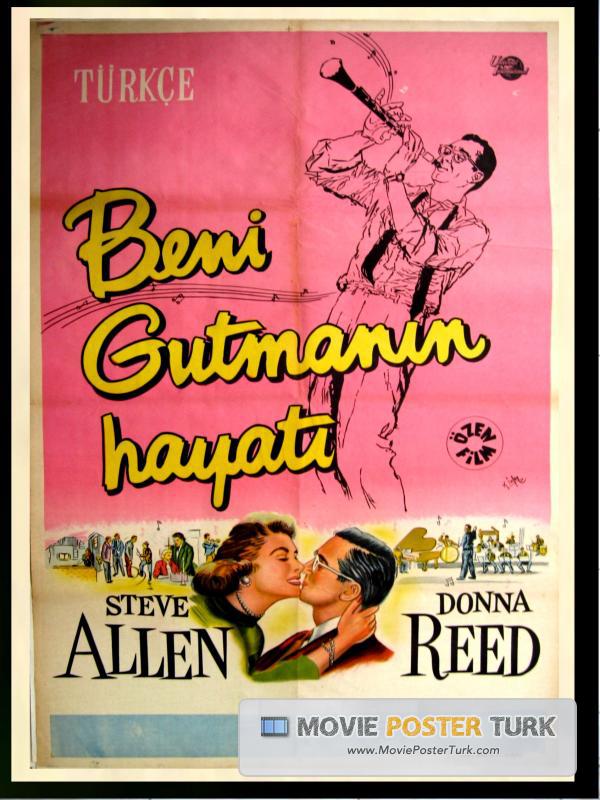 TÜRKÇE
Beni
Gutmanın
hayatı
ÖZEN
FİLM
STEVE
ALLEN
DONNA
REED
MOVIE POSTER TURK
www.MoviePosterTurk.com